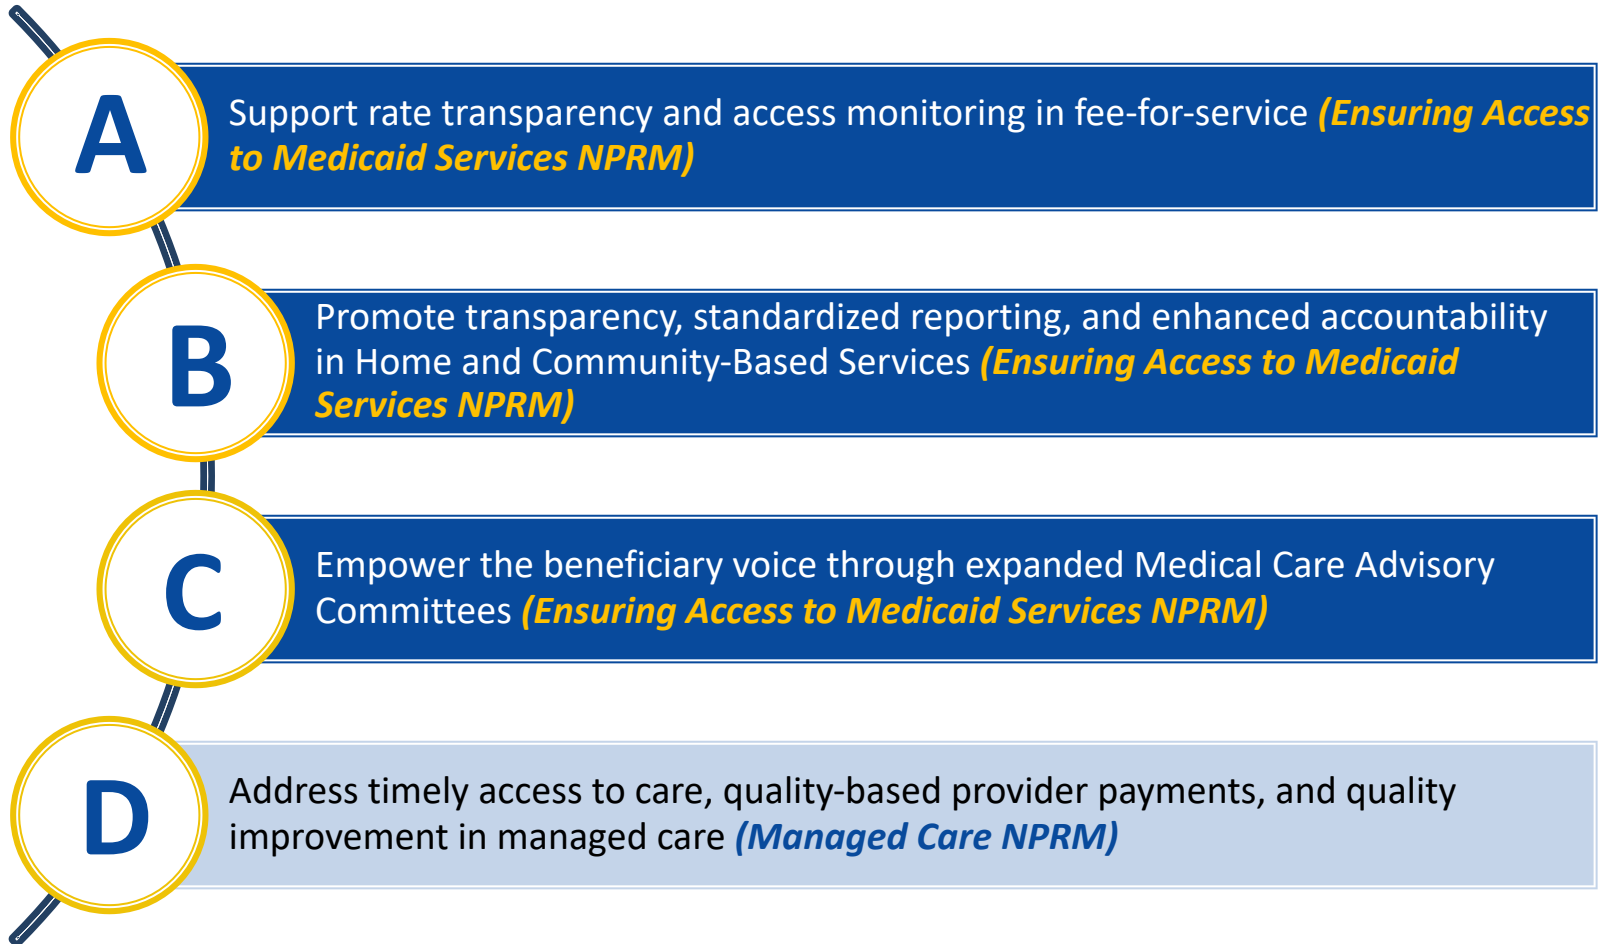 A
Support rate transparency and access monitoring in fee-for-service (Ensuring Access
to Medicaid Services NPRM)
B
Promote transparency, standardized reporting, and enhanced accountability
in Home and Community-Based Services (Ensuring Access to Medicaid
Services NPRM)
C
Empower the beneficiary voice through expanded Medical Care Advisory
Committees (Ensuring Access to Medicaid Services NPRM)
D
Address timely access to care, quality-based provider payments, and quality
improvement in managed care (Managed Care NPRM)